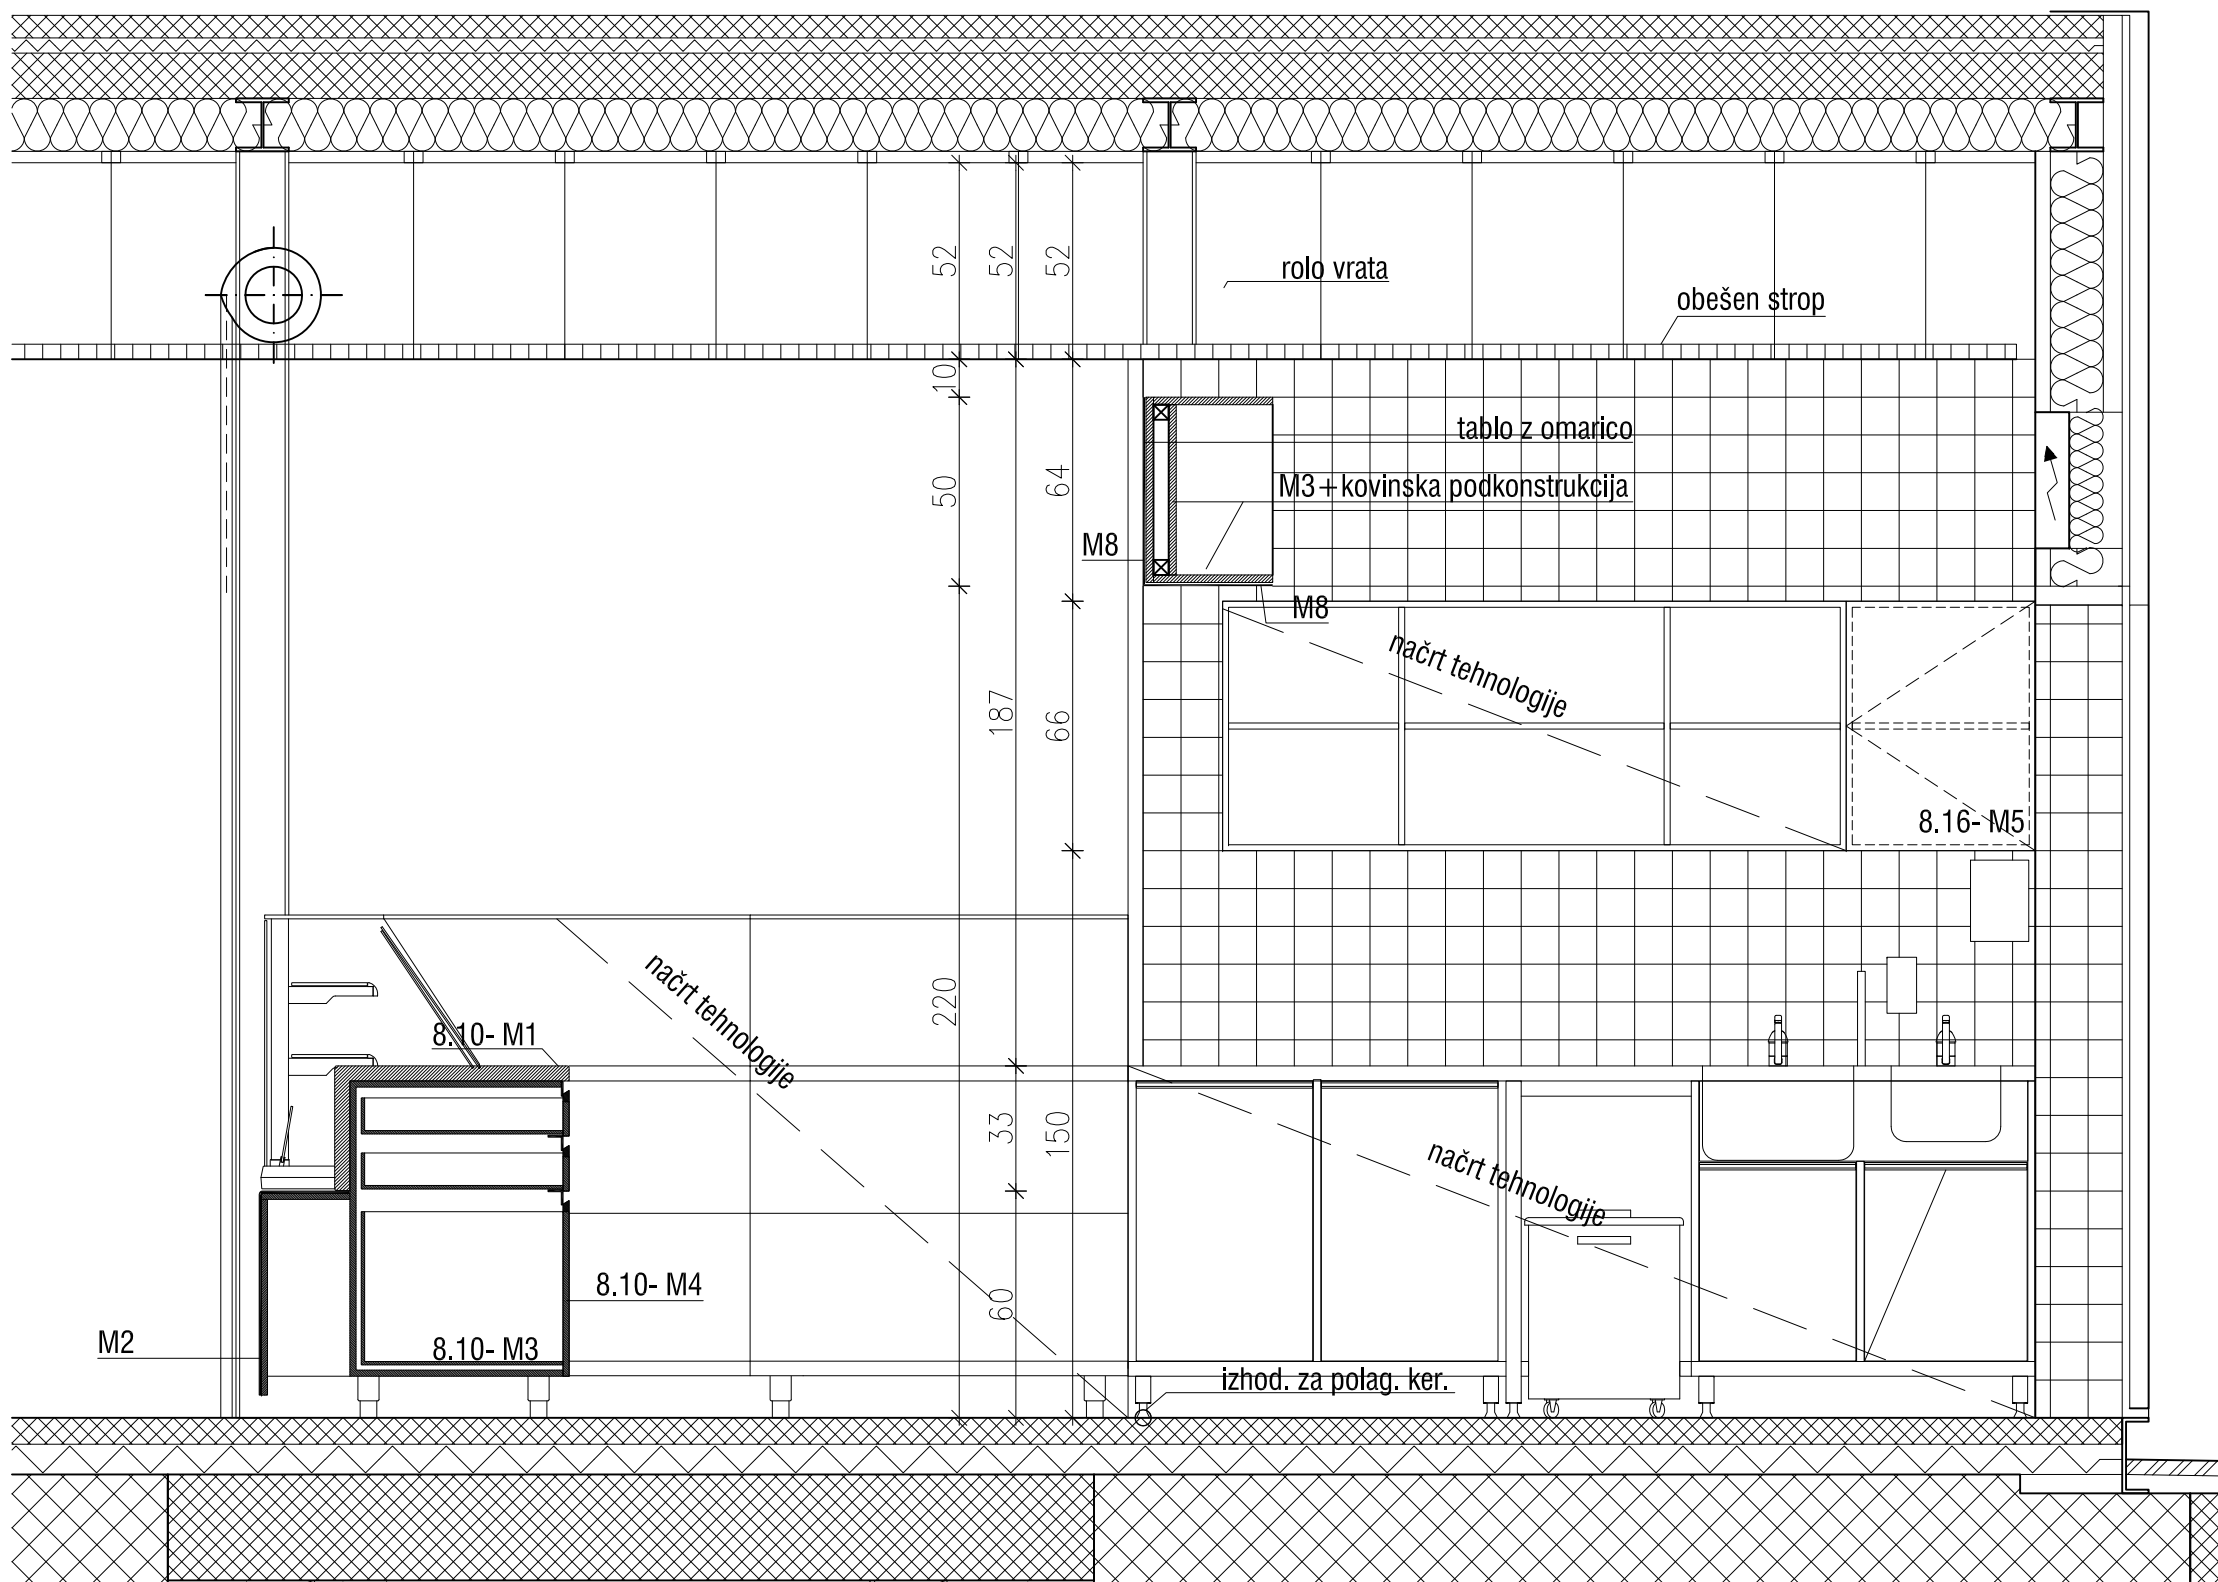 52
52
52
rolo vrata
obešen strop
10
tablo z omarico
50
64
M3+kovinska podkonstrukcija
M8
M8
načrt tehnologije
187
66
8.16- M5
načrt tehnologije
220
8.10- M1
33
150
načrt tehnologije
8.10- M4
60
M2
8.10- M3
izhod. za polag. ker.